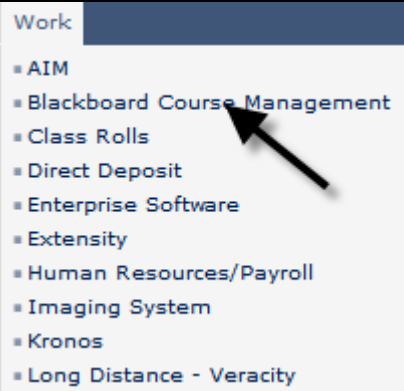 Work
AIM
Blackboard Course Management
Class Rolls
Direct Deposit
Enterprise Software
Extensity
Human Resources/Payroll
Imaging System
Kronos
Long Distance - Veracity